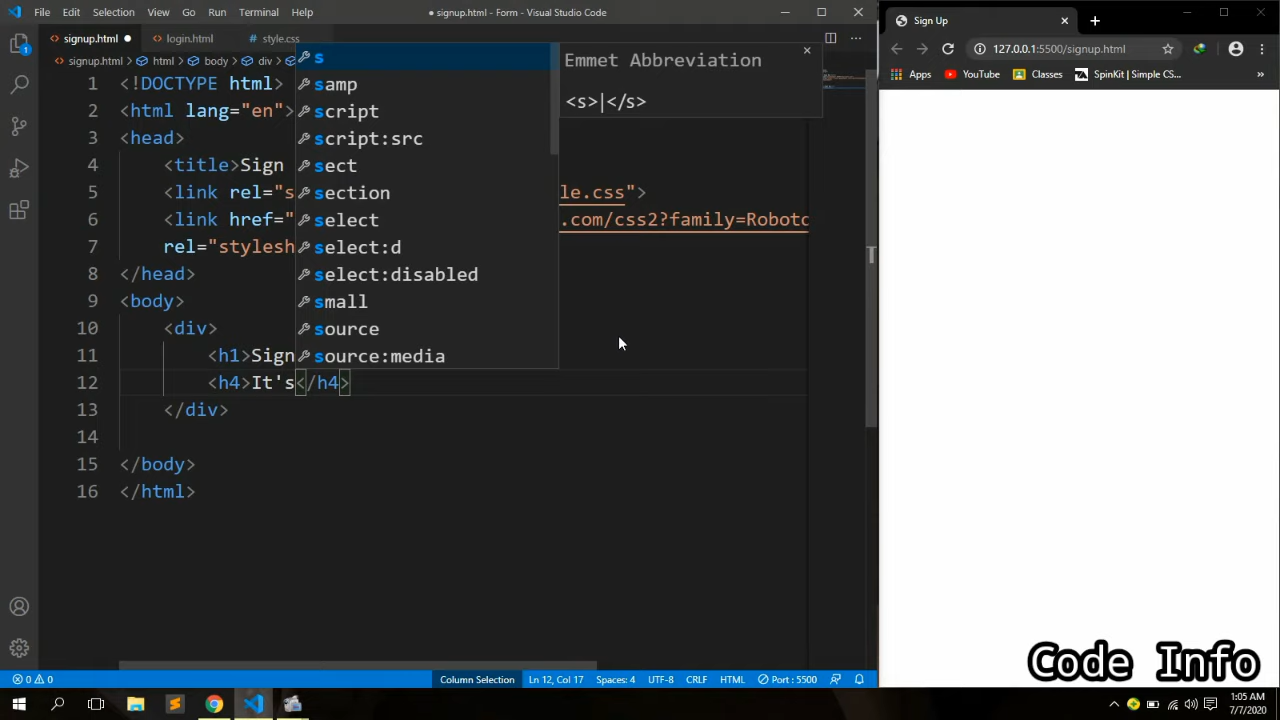 File Edit Selection View Go Run Terminal Help
● signup.html - Form - Visual Studio Code
Sign Up
signup.html ●
login.html
style.css
127.0.0.1:5500/signup.html
signup.html > html > body > div >
Apps YouTube Classes SpinKit | Simple CS... »
1 <!DOCTYPE html>
2 <html lang="en">
3 <head>
4 <title>Sign
5 <link rel="s le.css">
6 <link href=" .com/css2?family=Roboto
7 rel="stylesh
8 </head>
9 <body>
10 <div>
11 <h1>Sign
12 <h4>It's</h4>
13 </div>
14
15 </body>
16 </html>
s
samp
script
script:src
sect
section
select
select:d
select:disabled
small
source
source:media
Emmet Abbreviation
<s>|</s>
Code Info
0 0
Column Selection Ln 12, Col 17 Spaces: 4 UTF-8 CRLF HTML Port : 5500
1:05 AM
7/7/2020